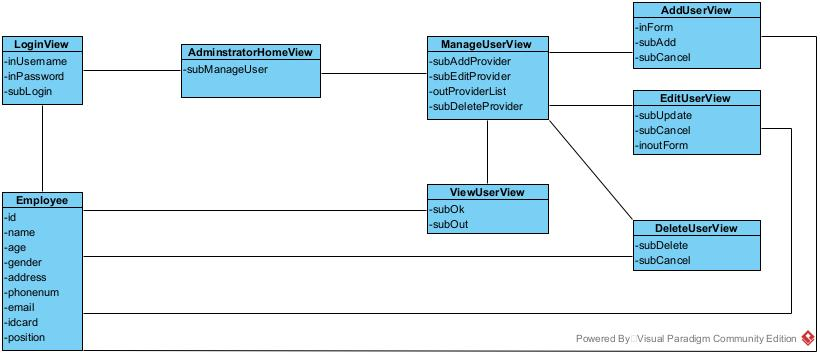 LoginView
-inUsername
-inPassword
-subLogin
AdminstratorHomeView
-subManageUser
ManageUserView
-subAddProvider
-subEditProvider
-outProviderList
-subDeleteProvider
AddUserView
-inForm
-subAdd
-subCancel
EditUserView
-subUpdate
-subCancel
-inoutForm
ViewUserView
-subOk
-subOut
DeleteUserView
-subDelete
-subCancel
Employee
-id
-name
-age
-gender
-address
-phonenum
-email
-idcard
-position
Powered By Visual Paradigm Community Edition